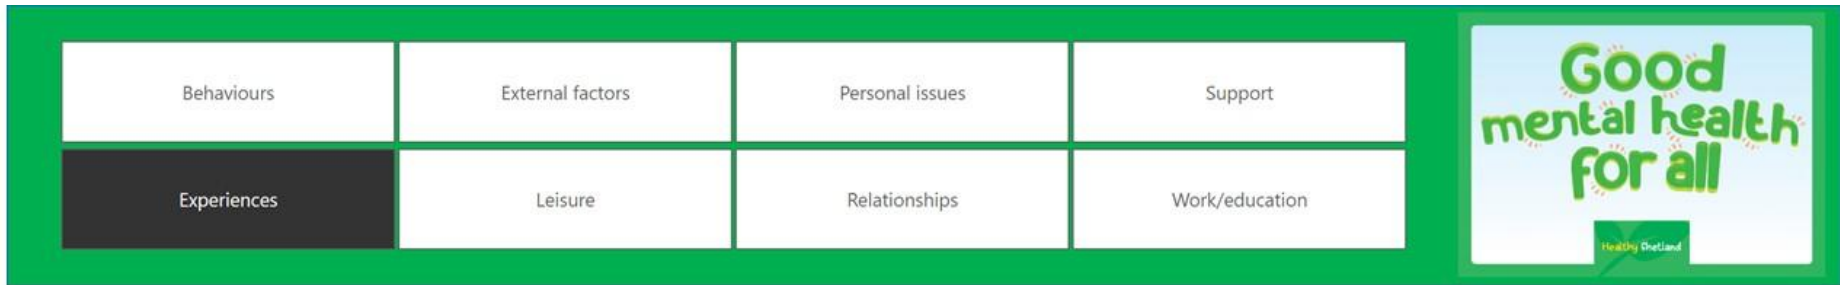 Behaviours External factors Personal issues Support
Experiences Leisure Relationships Work/education
Good
mental health
for all
Healthy Shetland